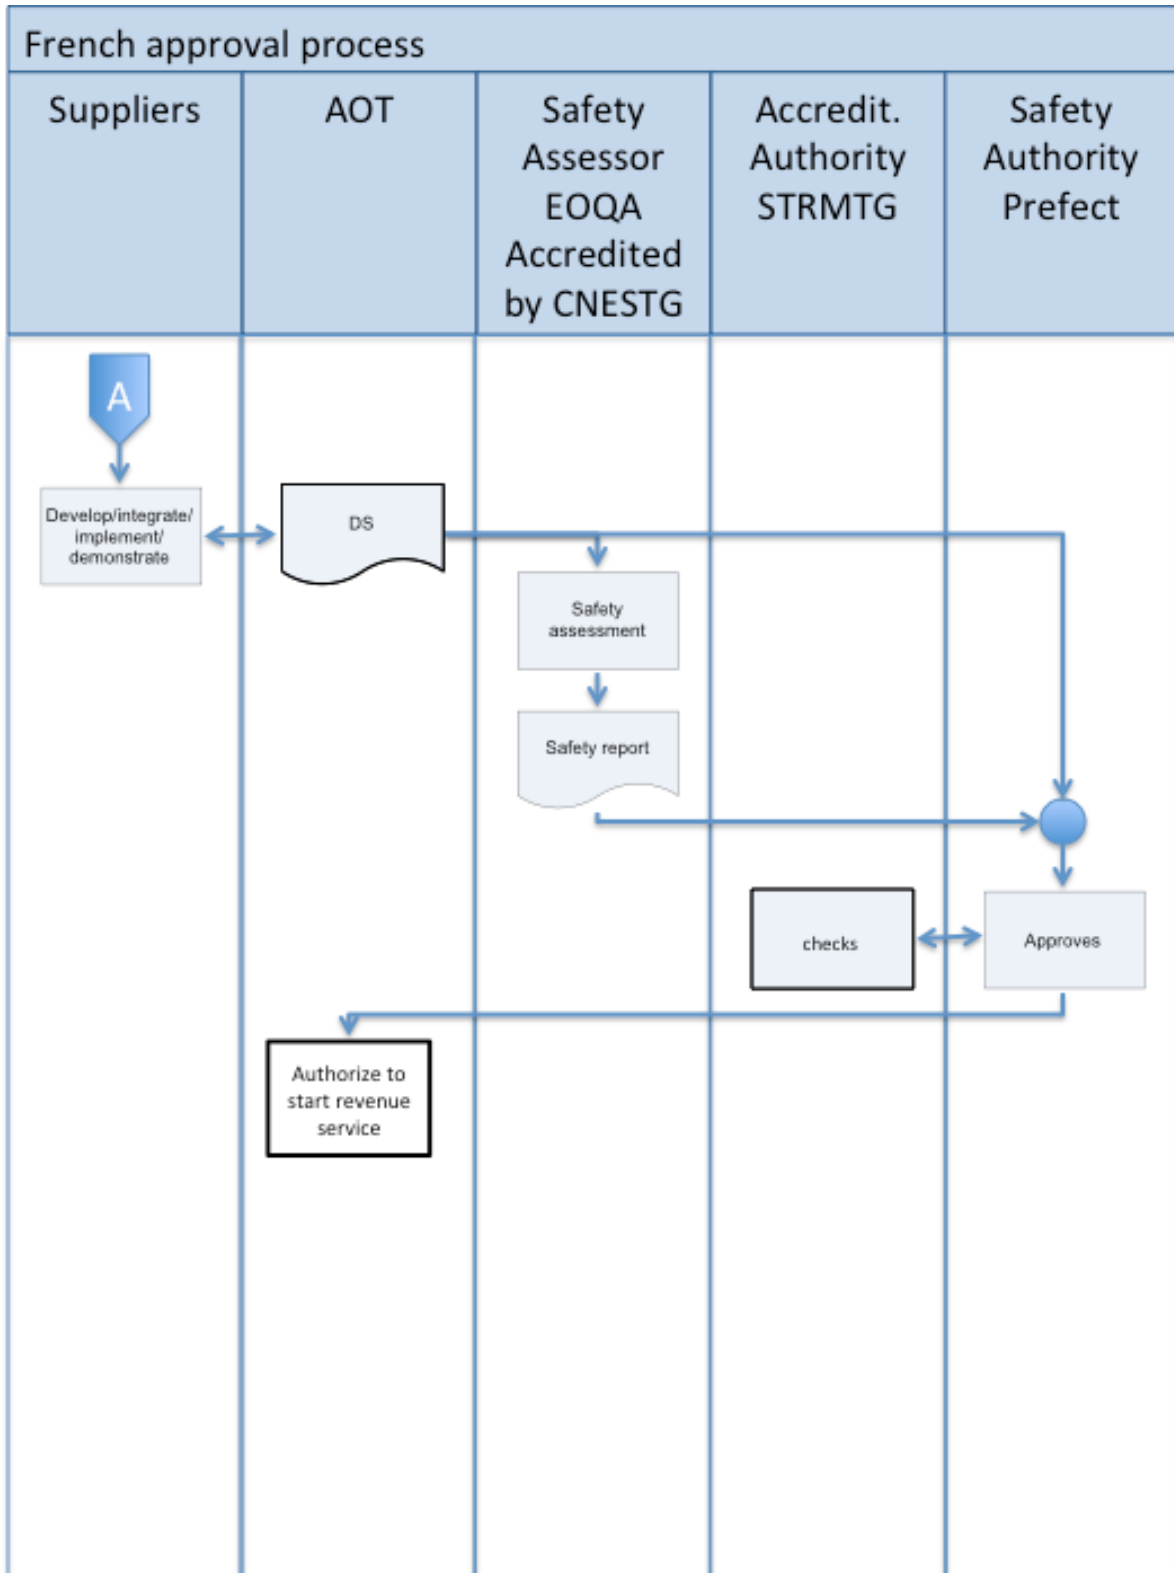 French approval process
Suppliers
AOT
Safety
Assessor
EOQA
Accredited
by CNESTG
Accredit.
Authority
STRMTG
Safety
Authority
Prefect
A
Develop/integrate/
implement/
demonstrate
DS
Safety
assessment
Safety report
checks
Approves
Authorize to
start revenue
service